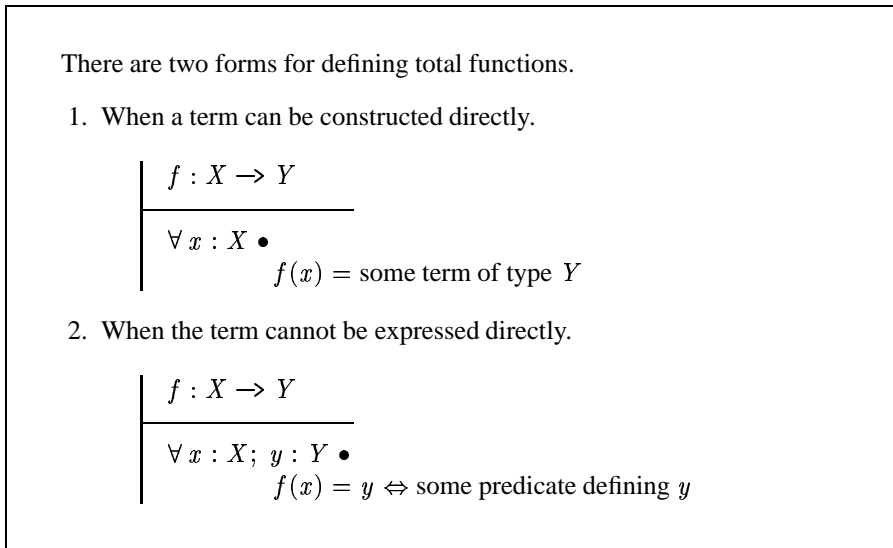 There are two forms for defining total functions.
1. When a term can be constructed directly.
f : X → Y
∀ x : X •
f(x) = some term of type Y
2. When the term cannot be expressed directly.
f : X → Y
∀ x : X; y : Y •
f(x) = y ⇔ some predicate defining y